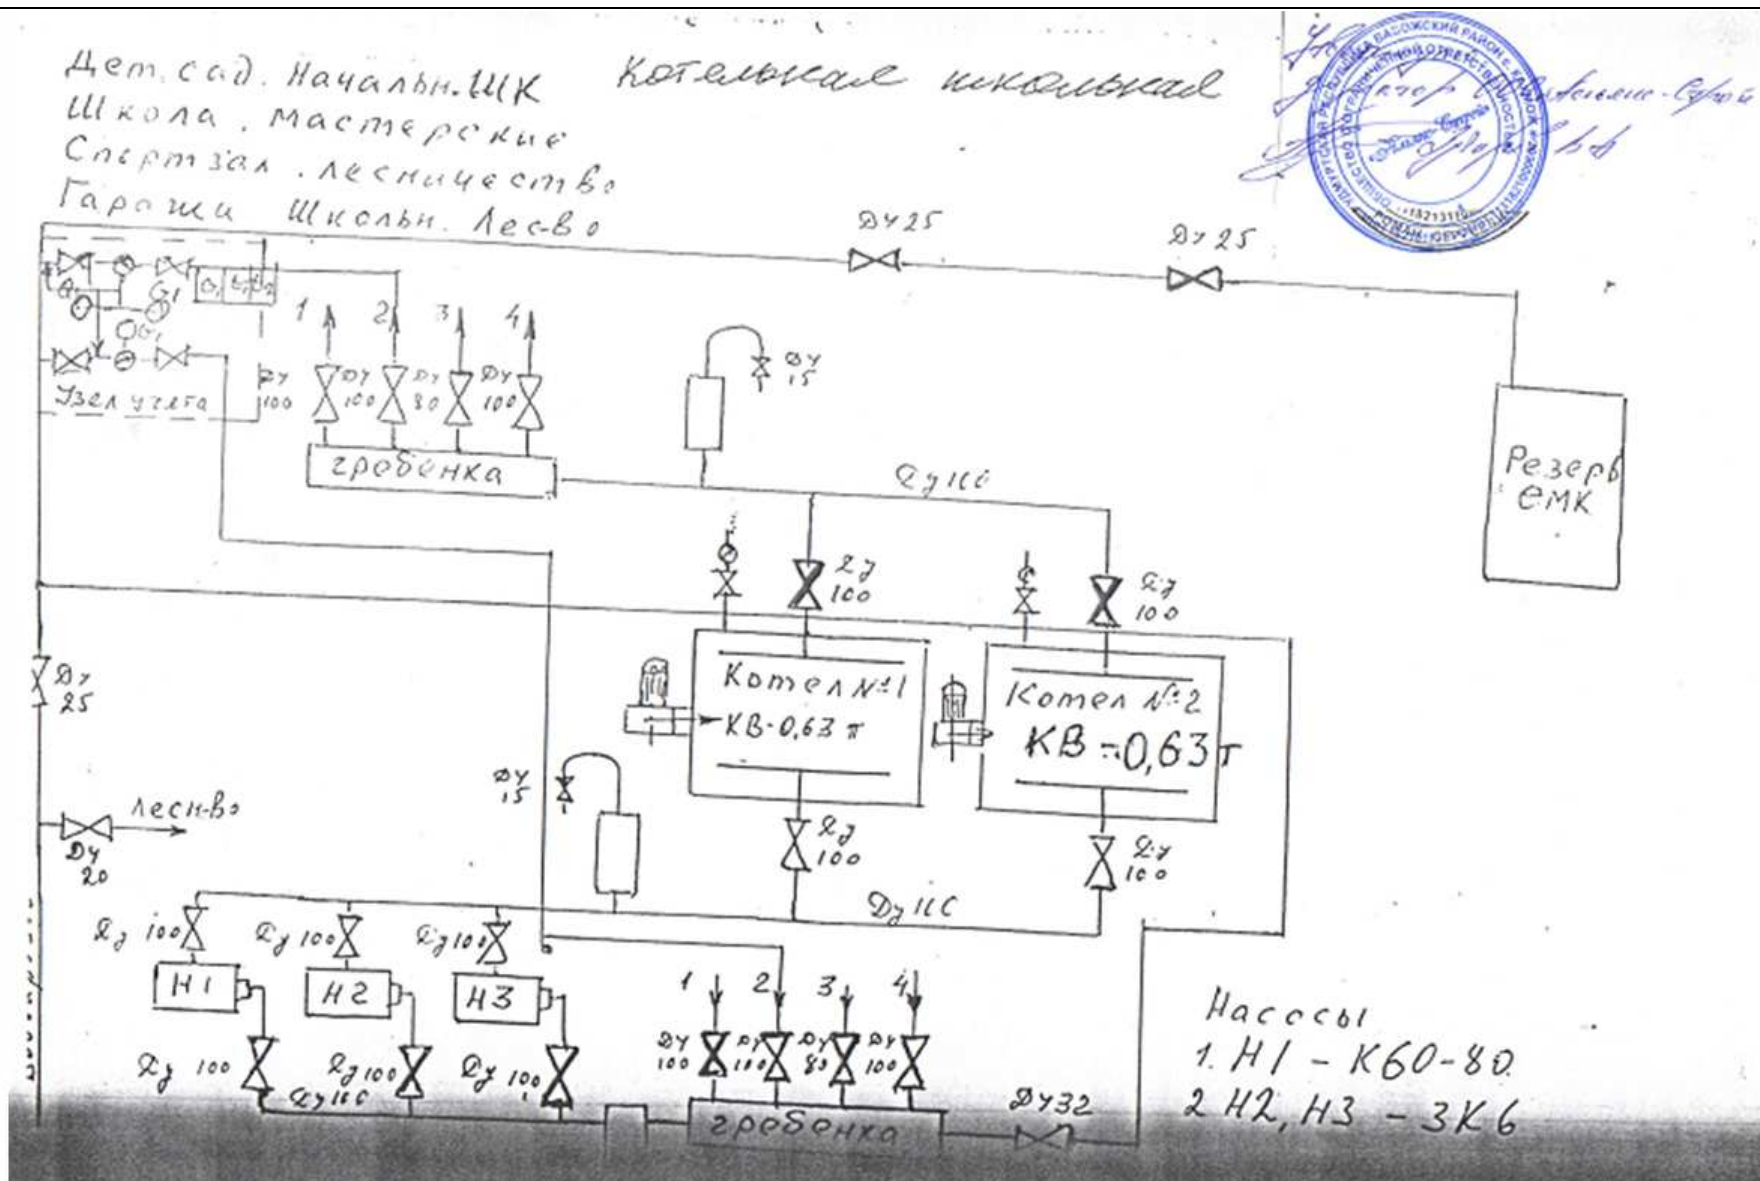 Дет. сад. Начальн. ШК
Школа. мастерские
Спортзал. лесничество
Гаражи Школьн. Лес-во
Котельная школьная
Ду 25
Ду 25
G1
Узел учета
1
2
3
4
Ду 100
Ду 100
Ду 80
Ду 100
гребенка
Ду 15
Резерв
емк
Ду 100
Ду 100
Котел №1
КВ-0,63 т
Котел №2
КВ-0,63 т
Ду 25
Ду 15
Лесн-во
Ду 20
Ду 100
Ду 100
Ду 100
Ду 100
Ду 100
Н1
Н2
Н3
1
2
3
4
Ду 100
Ду 100
Ду 100
Ду 100
Ду 100
Ду 80
Ду 100
гребенка
Ду 32
Насосы
1. Н1 - К60-80
2 Н2, Н3 - 3К6